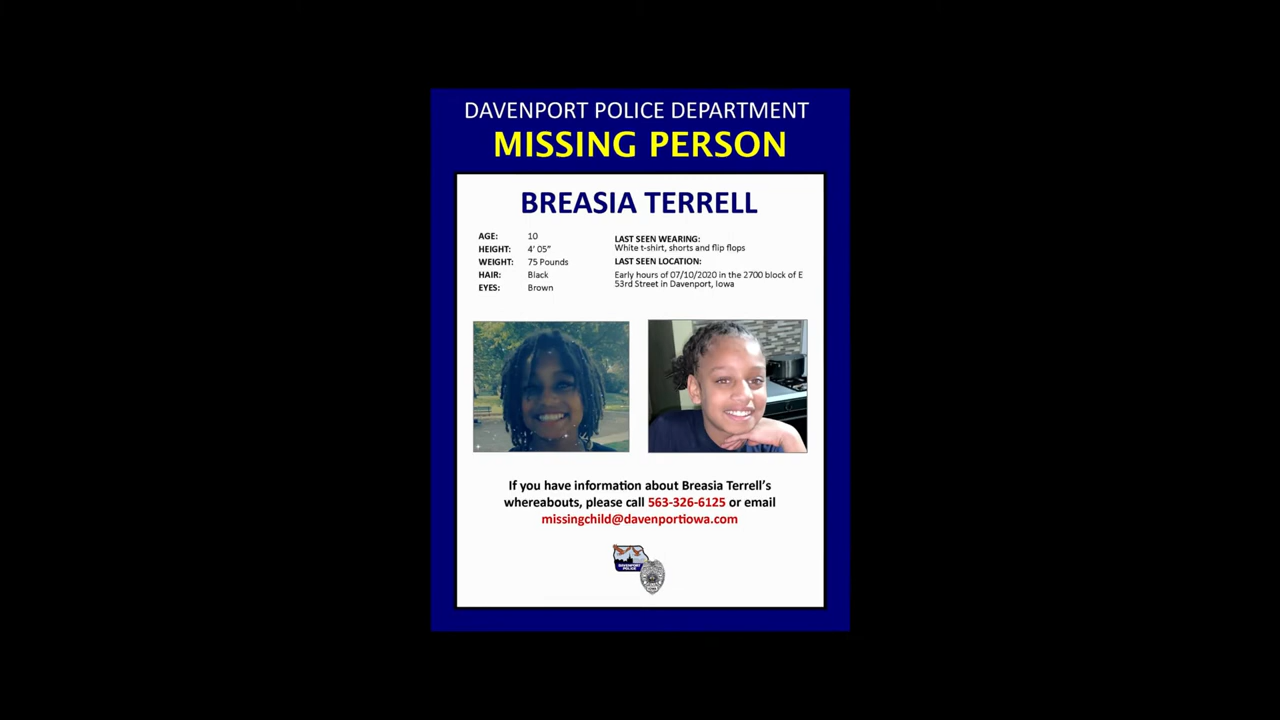 DAVENPORT POLICE DEPARTMENT
MISSING PERSON
BREASIA TERRELL
AGE: 10
HEIGHT: 4' 05"
WEIGHT: 75 Pounds
HAIR: Black
EYES: Brown
LAST SEEN WEARING:
White t-shirt, shorts and flip flops
LAST SEEN LOCATION:
Early hours of 07/10/2020 in the 2700 block of E
53rd Street in Davenport, Iowa
If you have information about Breasia Terrell's
whereabouts, please call 563-326-6125 or email
missingchild@davenportiowa.com
DAVENPORT
POLICE